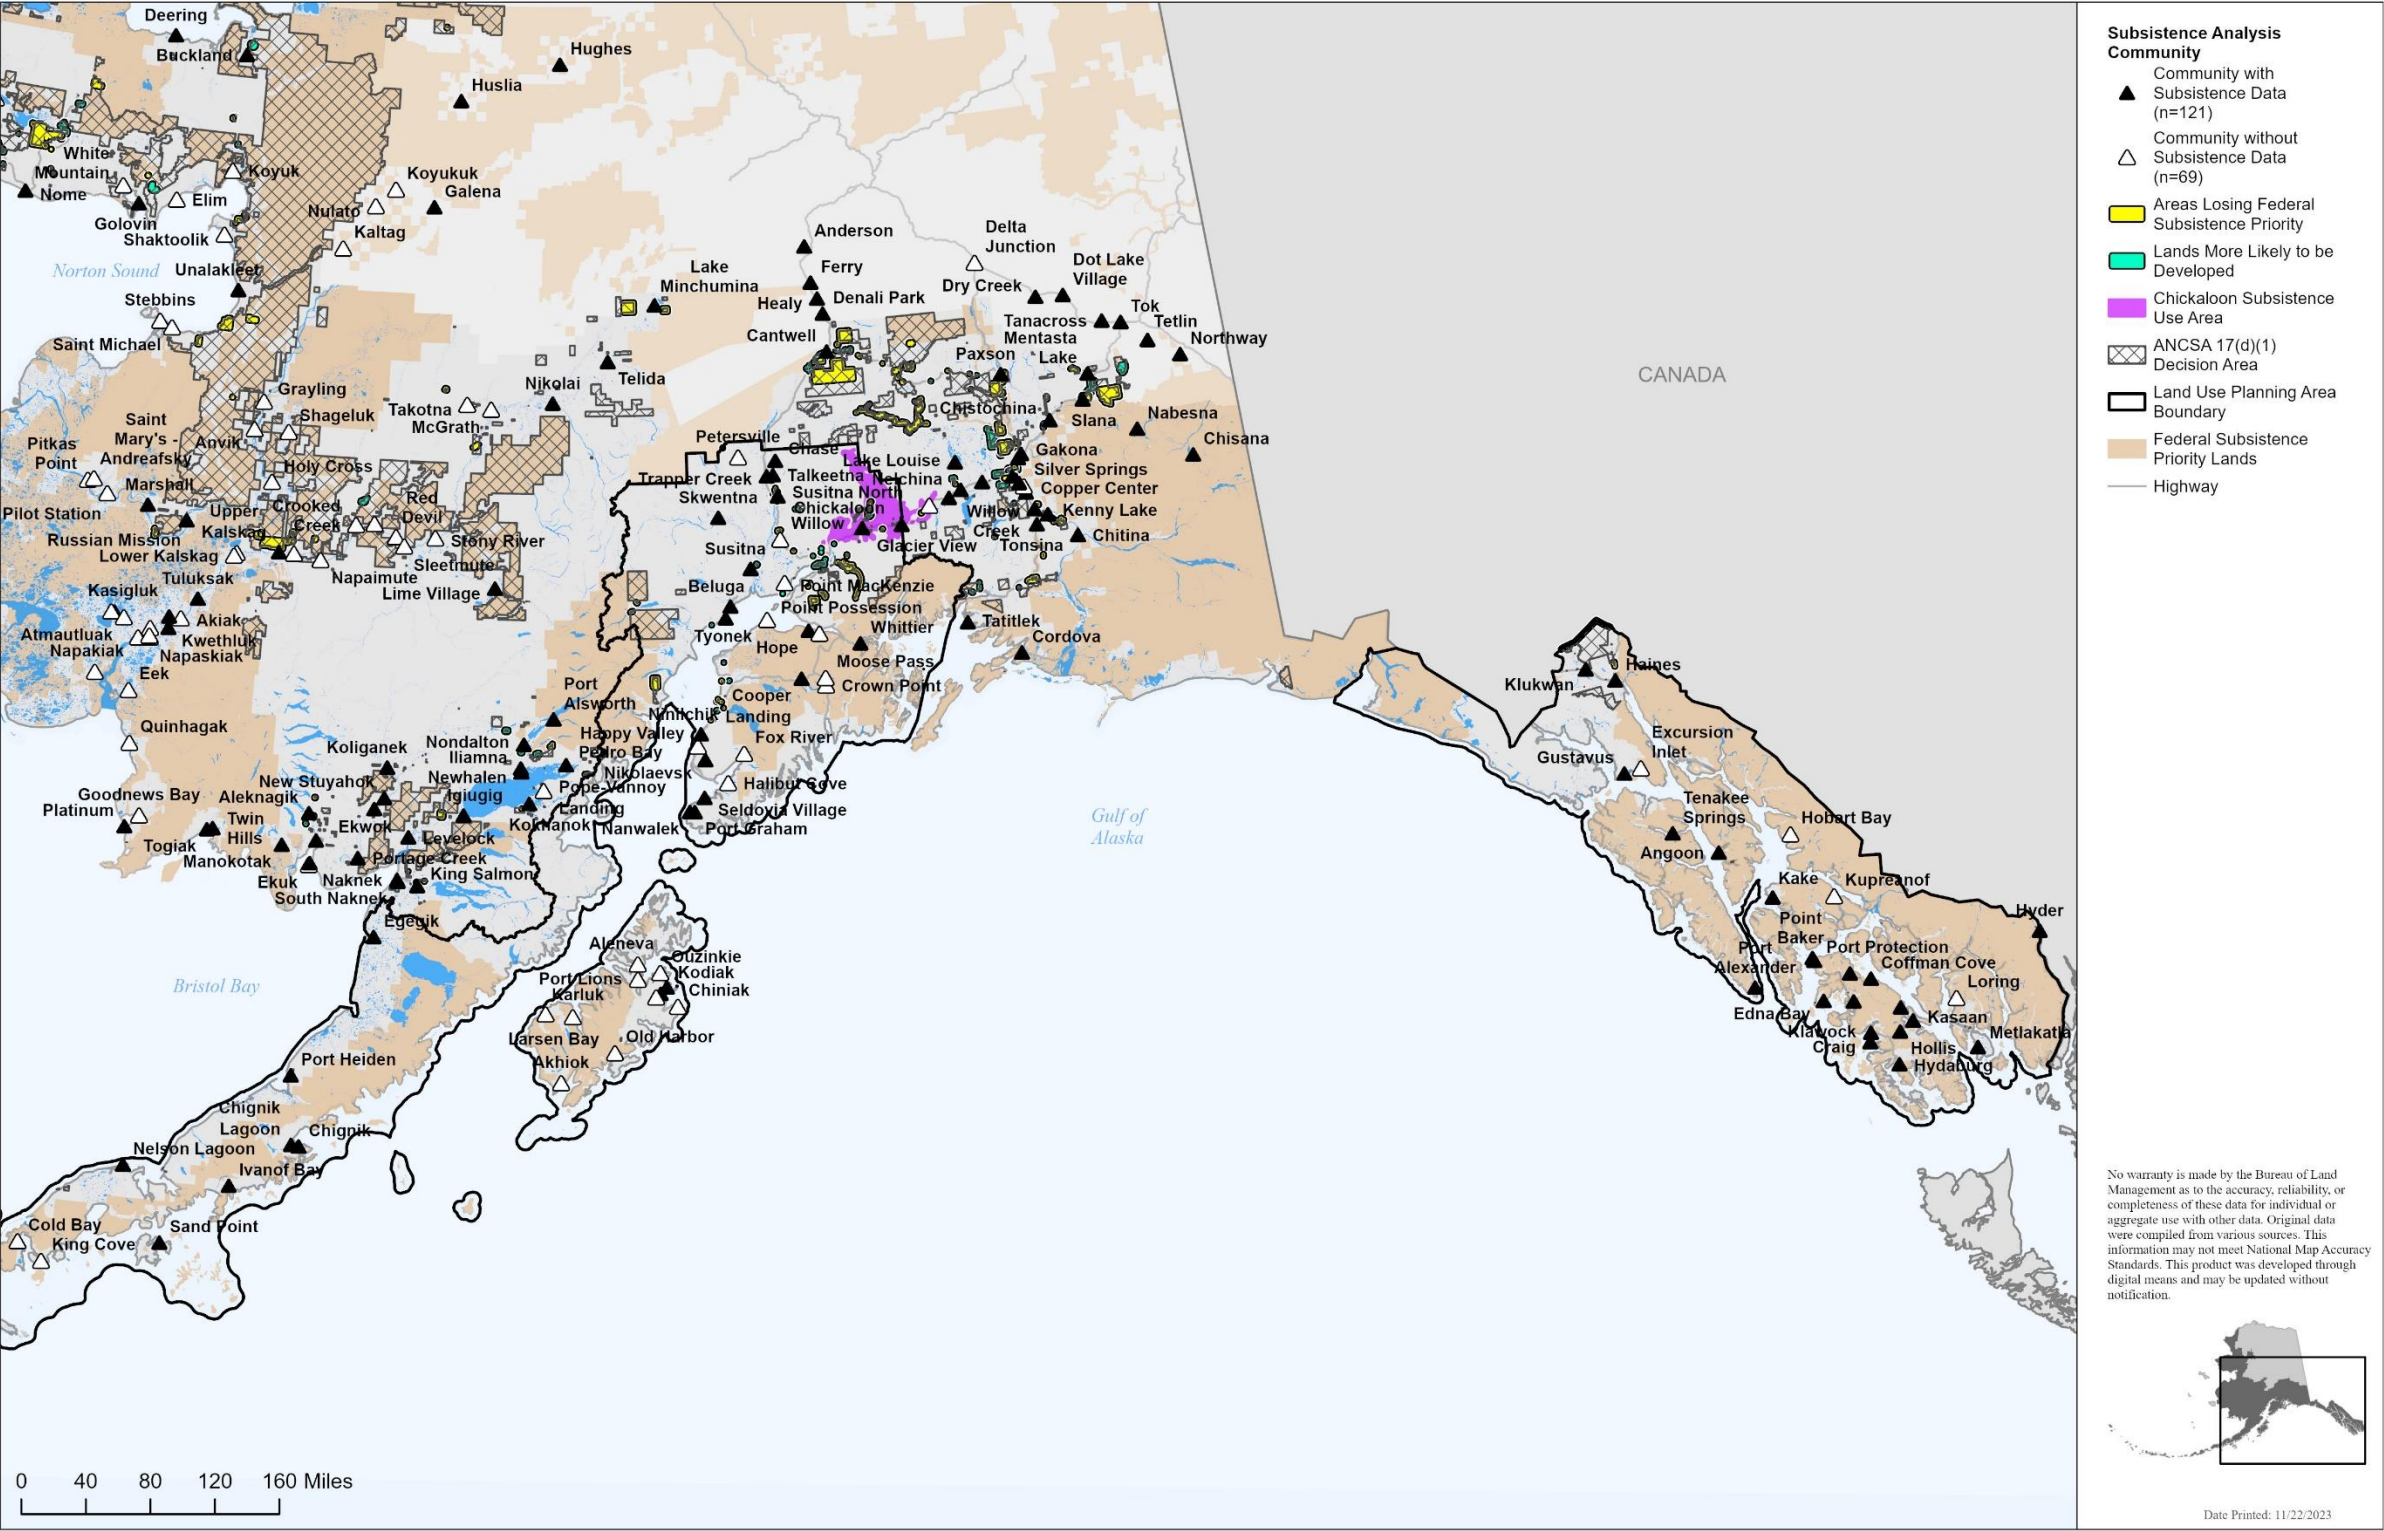 Deering
Buckland
Hughes
Huslia
White
Mountain
Nome
Koyuk
Koyukuk
Galena
Elim
Nulato
Golovin
Shaktoolik
Kaltag
Norton Sound
Unalakleet
Stebbins
Saint Michael
Anderson
Delta
Junction
Lake
Minchumina
Ferry
Dot Lake
Village
Healy
Denali Park
Dry Creek
Tok
Cantwell
Tanacross
Tetlin
Mentasta
Lake
Northway
Paxson
Nikolai
Telida
CANADA
Grayling
Shageluk
Takotna
McGrath
Chistochina
Slana
Nabesna
Chisana
Saint
Mary's -
Andreafsky
Pitkas
Point
Anvik
Holy Cross
Marshall
Pilot Station
Upper
Kalskag
Crooked
Creek
Red
Devil
Stony River
Russian Mission
Lower Kalskag
Sleetmute
Napaimute
Lime Village
Petersville
Chase
Lake Louise
Gakona
Trapper Creek
Talkeetna
Nelchina
Silver Springs
Skwentna
Susitna North
Copper Center
Chickaloon
Willow
Willow
Creek
Kenny Lake
Susitna
Glacier View
Tonsina
Chitina
Tuluksak
Kasigluk
Akiak
Atmautluak
Kwethluk
Napakiak
Napaskiak
Eek
Quinhagak
Beluga
Point MacKenzie
Point Possession
Whittier
Tatitlek
Tyonek
Hope
Cordova
Moose Pass
Crown Point
Cooper
Landing
Port
Alsworth
Ninilchik
Happy Valley
Fox River
Nondalton
Iliamna
Pedro Bay
Koliganek
Newhalen
Nikolaevsk
New Stuyahok
Igiugig
Pope-Vannoy
Landing
Halibut Cove
Goodnews Bay
Platinum
Aleknagik
Twin
Hills
Ekwok
Kokhanok
Nanwalek
Seldovia Village
Port Graham
Togiak
Levelock
Manokotak
Portage Creek
Ekuk
Naknek
King Salmon
South Naknek
Egegik
Bristol Bay
Gulf of
Alaska
Aleneva
Ouzinkie
Kodiak
Port Lions
Chiniak
Karluk
Larsen Bay
Old Harbor
Akhiok
Port Heiden
Chignik
Lagoon
Chignik
Nelson Lagoon
Ivanof Bay
Cold Bay
Sand Point
King Cove
Haines
Klukwan
Excursion
Inlet
Gustavus
Tenakee
Springs
Hobart Bay
Angoon
Kake
Kupreanof
Point
Baker
Hyder
Port
Alexander
Port Protection
Coffman Cove
Loring
Edna Bay
Kasaan
Klawock
Metlakatla
Craig
Hollis
Hydaburg
0 40 80 120 160 Miles
Subsistence Analysis
Community
Community with
Subsistence Data
(n=121)
Community without
Subsistence Data
(n=69)
Areas Losing Federal
Subsistence Priority
Lands More Likely to be
Developed
Chickaloon Subsistence
Use Area
ANCSA 17(d)(1)
Decision Area
Land Use Planning Area
Boundary
Federal Subsistence
Priority Lands
Highway
No warranty is made by the Bureau of Land
Management as to the accuracy, reliability, or
completeness of these data for individual or
aggregate use with other data. Original data
were compiled from various sources. This
information may not meet National Map Accuracy
Standards. This product was developed through
digital means and may be updated without
notification.
Date Printed: 11/22/2023